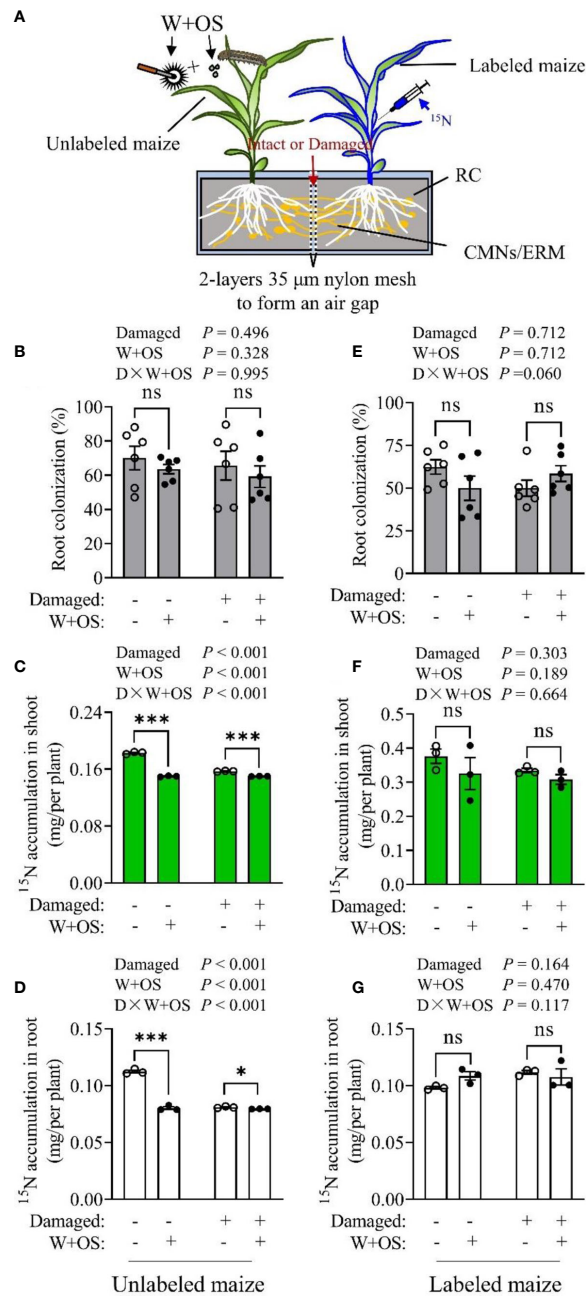 A
W+OS
+
Labeled maize
¹⁵N
Unlabeled maize
Intact or Damaged
RC
CMNs/ERM
2-layers 35 μm nylon mesh
to form an air gap
B
Damaged P = 0.496
W+OS P = 0.328
D×W+OS P = 0.995
ns ns
Root colonization (%)
100
80
60
40
20
0
Damaged: - - + +
W+OS: - + - +
C
Damaged P < 0.001
W+OS P < 0.001
D×W+OS P < 0.001
*** ***
¹⁵N accumulation in shoot
(mg/per plant)
0.24
0.16
0.08
0.00
Damaged: - - + +
W+OS: - + - +
D
Damaged P < 0.001
W+OS P < 0.001
D×W+OS P < 0.001
*** *
¹⁵N accumulation in root
(mg/per plant)
0.15
0.10
0.05
0.00
Damaged: - - + +
W+OS: - + - +
Unlabeled maize
E
Damaged P = 0.712
W+OS P = 0.712
D×W+OS P =0.060
ns ns
Root colonization (%)
100
75
50
25
0
Damaged: - - + +
W+OS: - + - +
F
Damaged P = 0.303
W+OS P = 0.189
D×W+OS P = 0.664
ns ns
¹⁵N accumulation in shoot
(mg/per plant)
0.5
0.4
0.3
0.2
0.1
0.0
Damaged: - - + +
W+OS: - + - +
G
Damaged P = 0.164
W+OS P = 0.470
D×W+OS P = 0.117
ns ns
¹⁵N accumulation in root
(mg/per plant)
0.15
0.10
0.05
0.00
Damaged: - - + +
W+OS: - + - +
Labeled maize